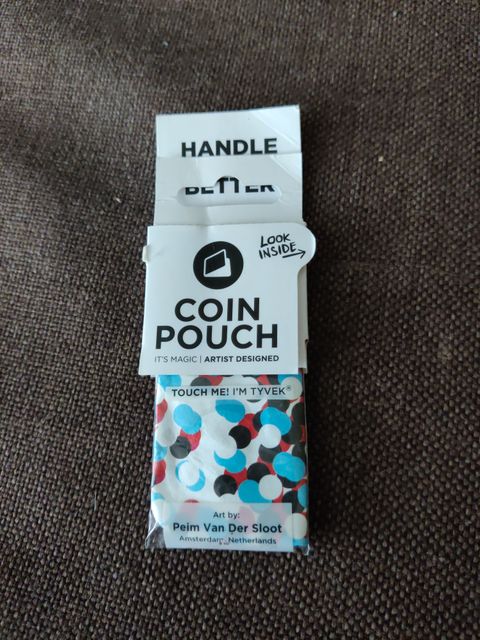 HANDLE
BETTER
LOOK
INSIDE
COIN
POUCH
IT'S MAGIC | ARTIST DESIGNED
TOUCH ME! I'M TYVEK®
Art by:
Peim Van Der Sloot
Amsterdam, Netherlands